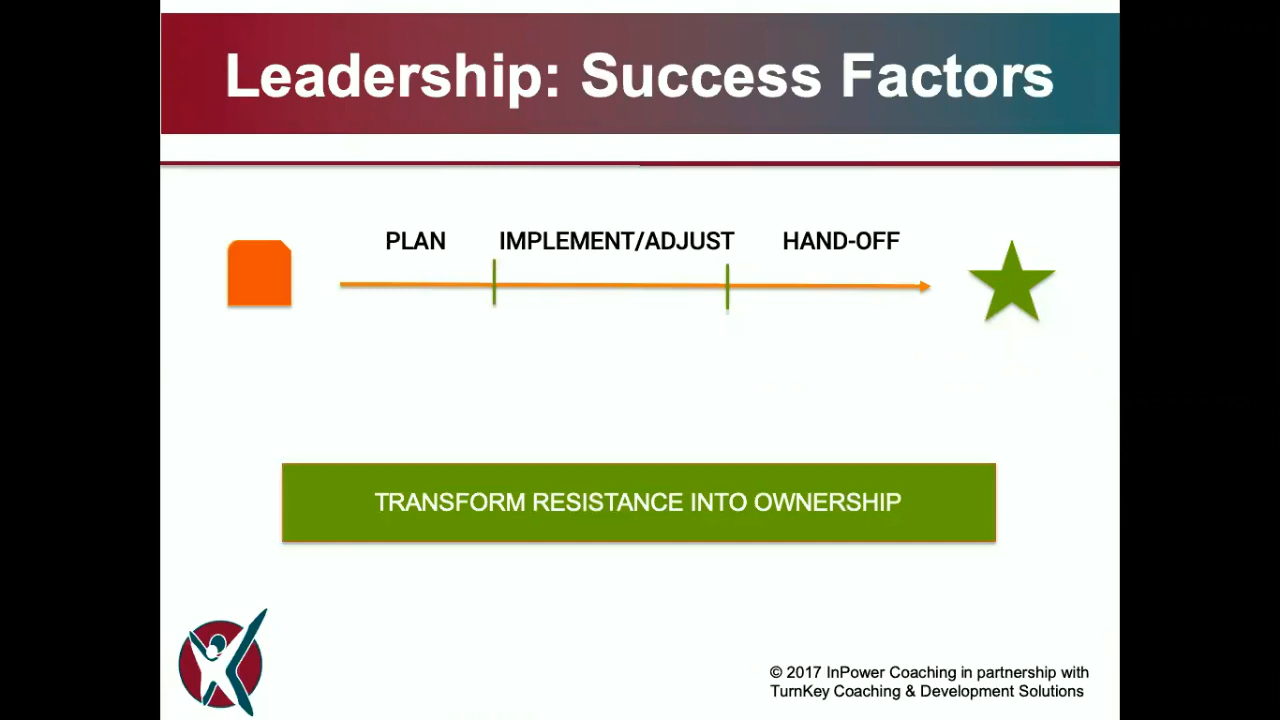 Leadership: Success Factors
PLAN IMPLEMENT/ADJUST HAND-OFF
TRANSFORM RESISTANCE INTO OWNERSHIP
© 2017 InPower Coaching in partnership with
TurnKey Coaching & Development Solutions